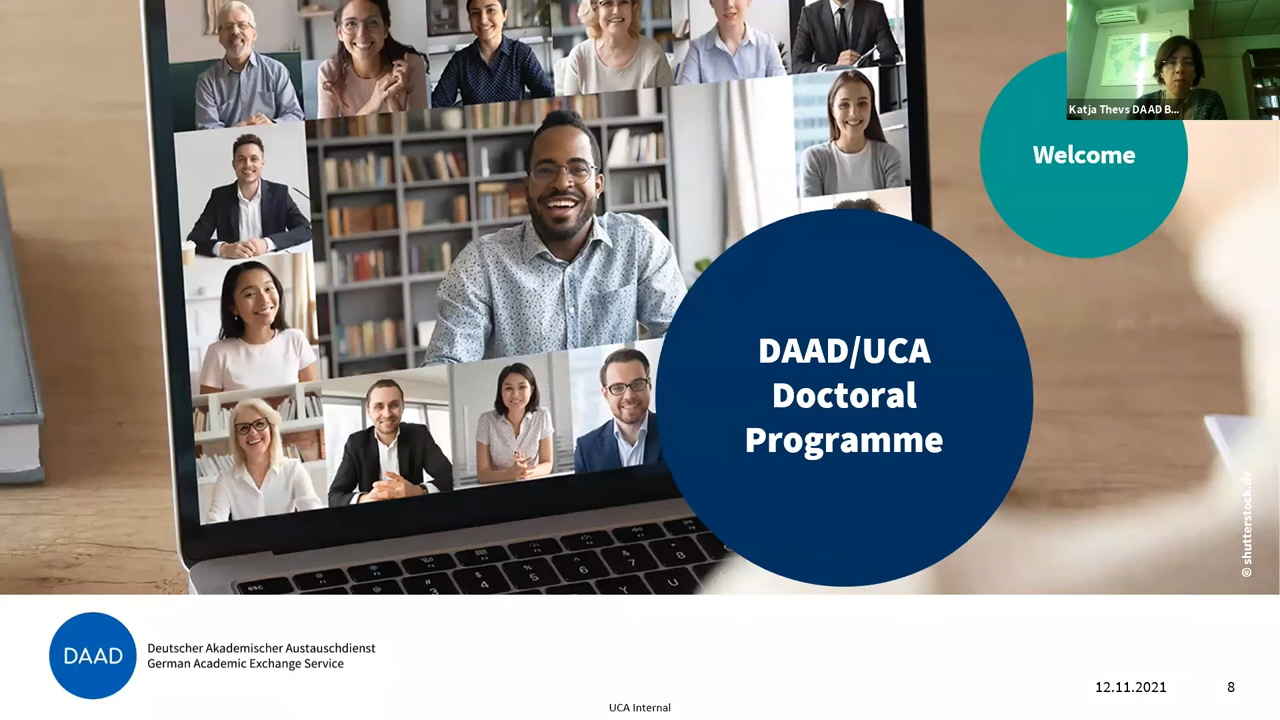 Katja Thevs DAAD B...
Welcome
DAAD/UCA
Doctoral
Programme
© shutterstock.de
esc
DAAD
Deutscher Akademischer Austauschdienst
German Academic Exchange Service
12.11.2021
8
UCA Internal